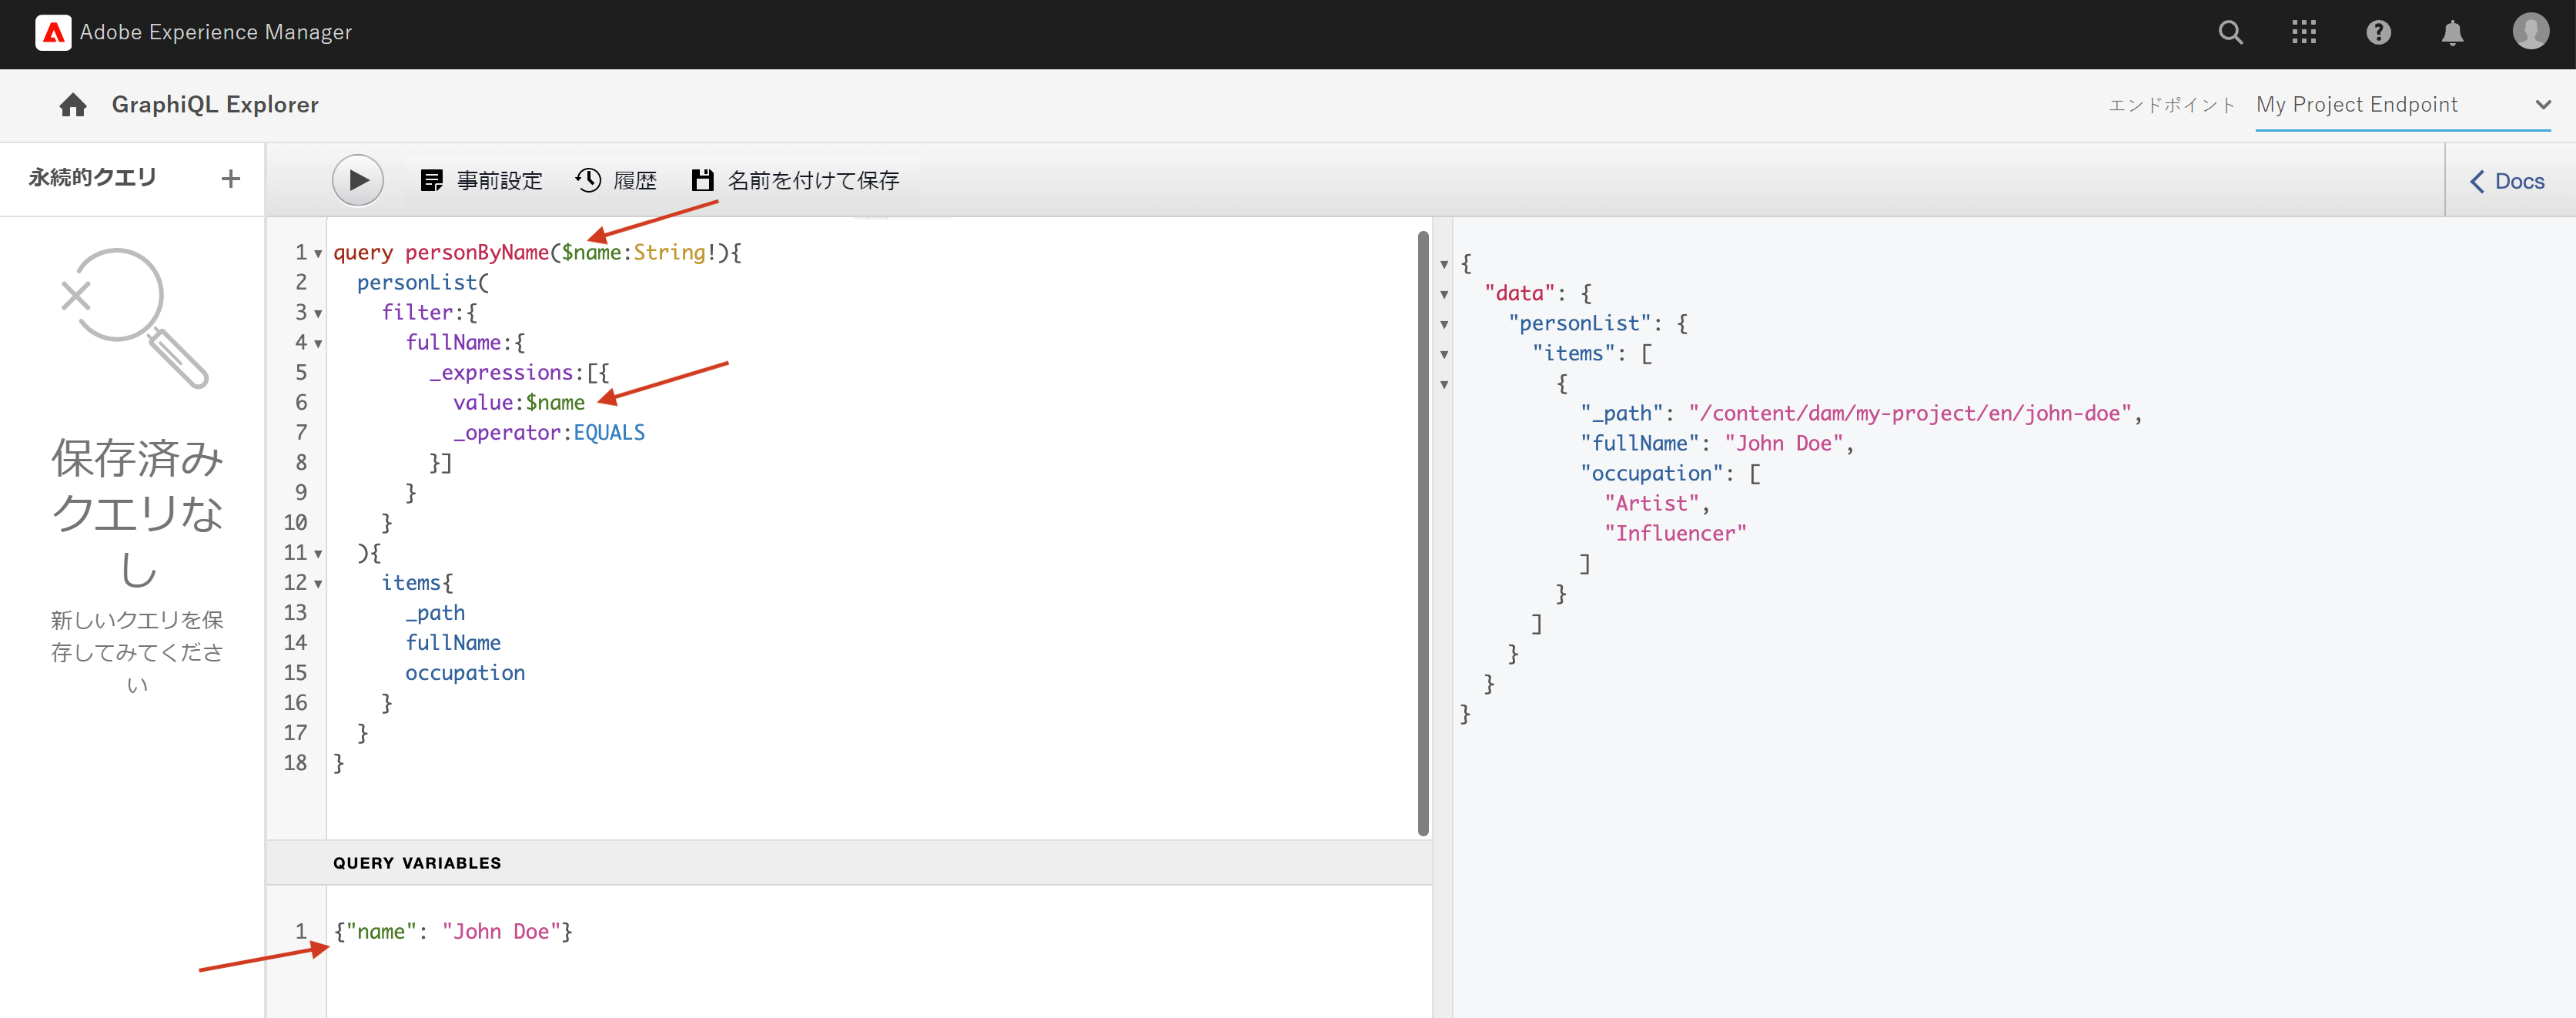 Adobe Experience Manager
GraphiQL Explorer
エンドポイント My Project Endpoint
永続的クエリ +
事前設定 履歴 名前を付けて保存
Docs
保存済み
クエリな
し
新しいクエリを保
存してみてくださ
い
1 query personByName($name:String!){
2 personList(
3 filter:{
4 fullName:{
5 _expressions:[{
6 value:$name
7 _operator:EQUALS
8 }]
9 }
10 }
11 ){
12 items{
13 _path
14 fullName
15 occupation
16 }
17 }
18 }
QUERY VARIABLES
1 {"name": "John Doe"}
{
"data": {
"personList": {
"items": [
{
"_path": "/content/dam/my-project/en/john-doe",
"fullName": "John Doe",
"occupation": [
"Artist",
"Influencer"
]
}
]
}
}
}